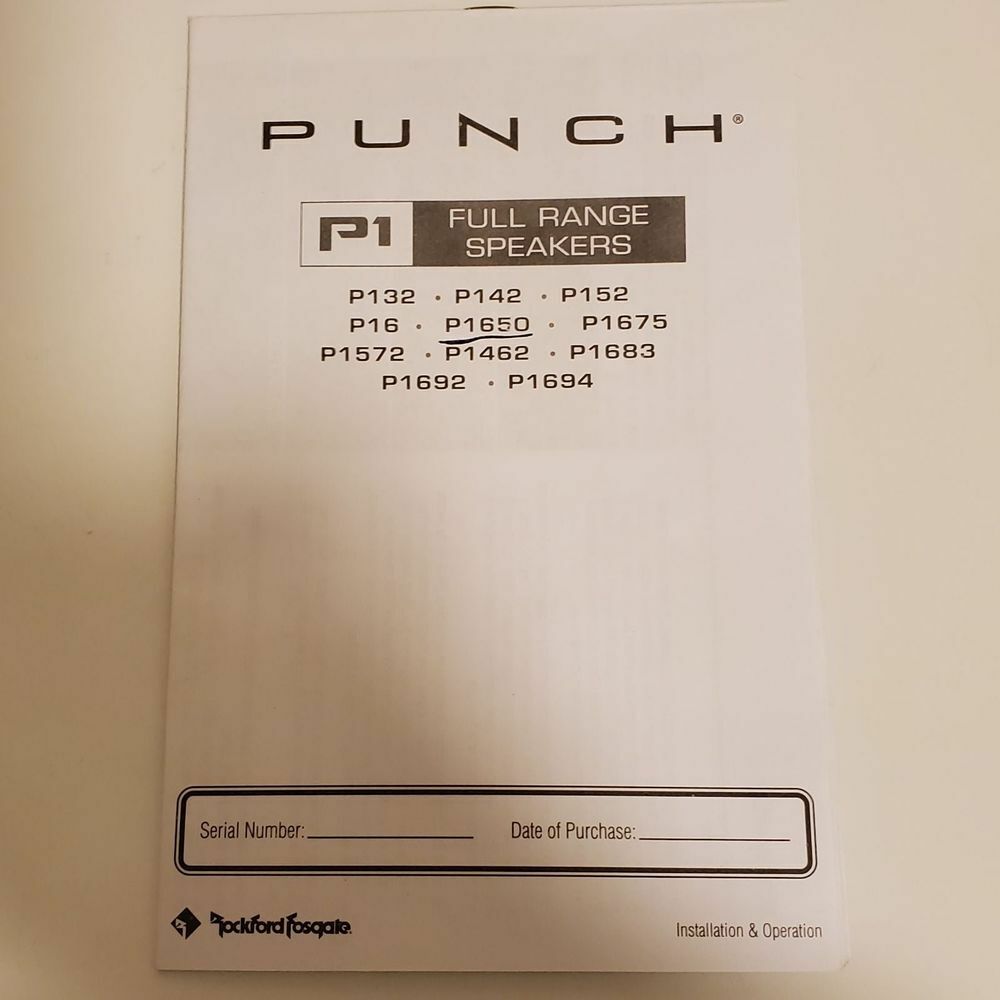 PUNCH®
P1 FULL RANGE
SPEAKERS
P132 • P142 • P152
P16 • P1650 • P1675
P1572 • P1462 • P1683
P1692 • P1694
Serial Number: Date of Purchase:
Rockford Fosgate Installation & Operation